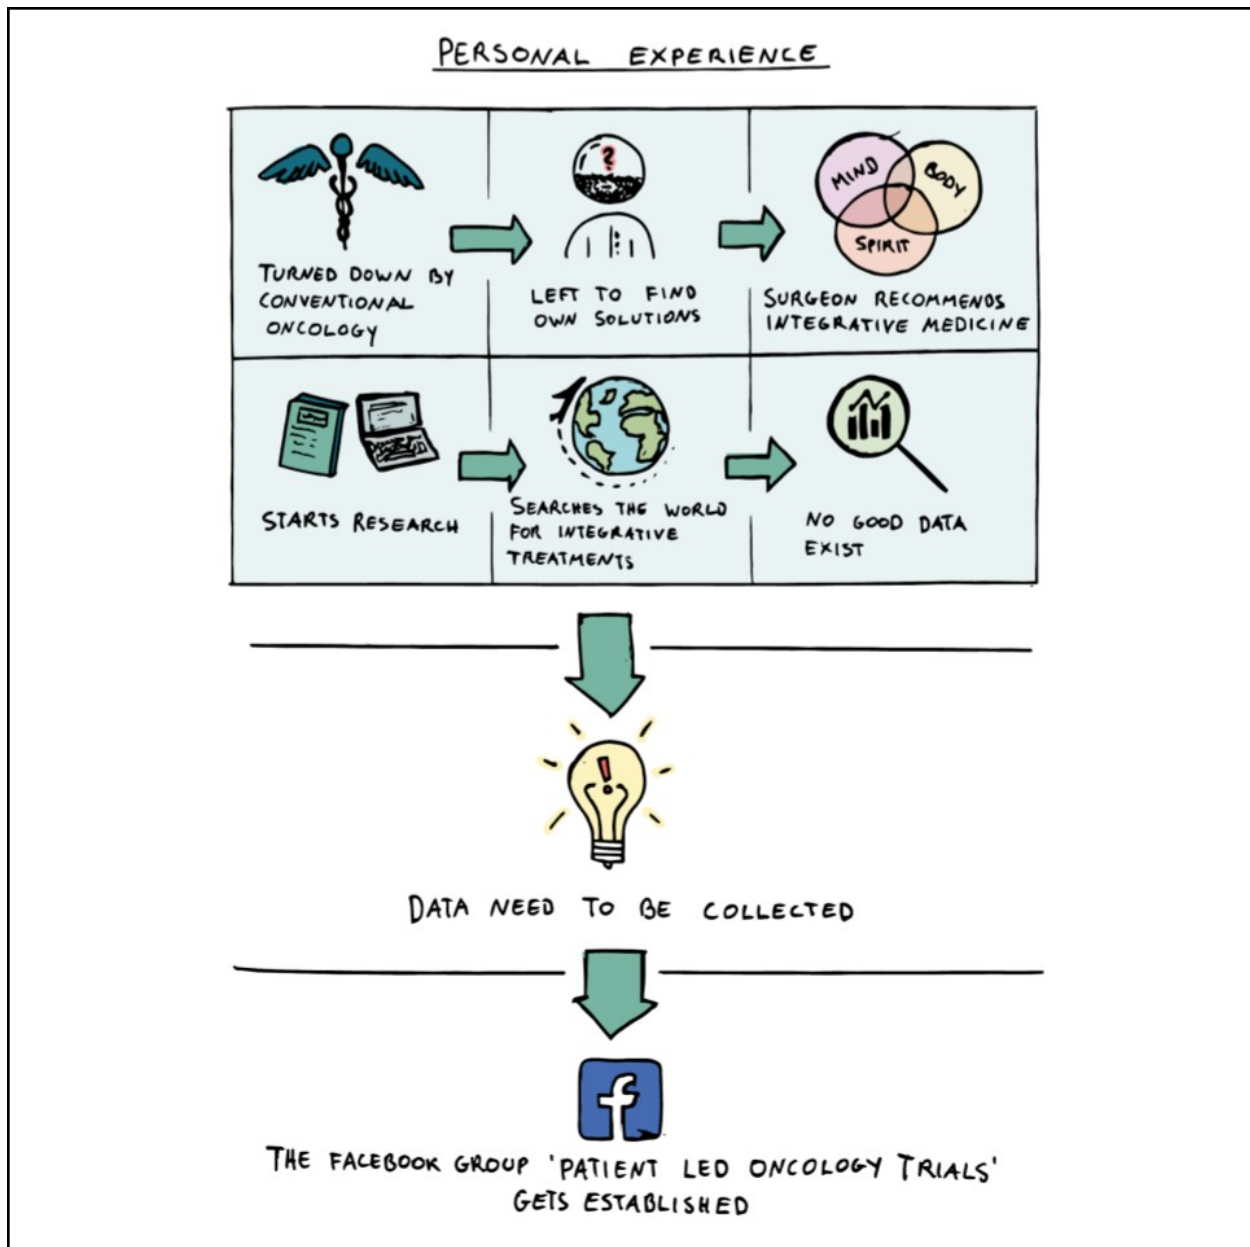 PERSONAL EXPERIENCE
TURNED DOWN BY
CONVENTIONAL
ONCOLOGY
?
LEFT TO FIND
OWN SOLUTIONS
MIND
BODY
SPIRIT
SURGEON RECOMMENDS
INTEGRATIVE MEDICINE
STARTS RESEARCH
SEARCHES THE WORLD
FOR INTEGRATIVE
TREATMENTS
NO GOOD DATA
EXIST
!
DATA NEED TO BE COLLECTED
f
THE FACEBOOK GROUP 'PATIENT LED ONCOLOGY TRIALS'
GETS ESTABLISHED